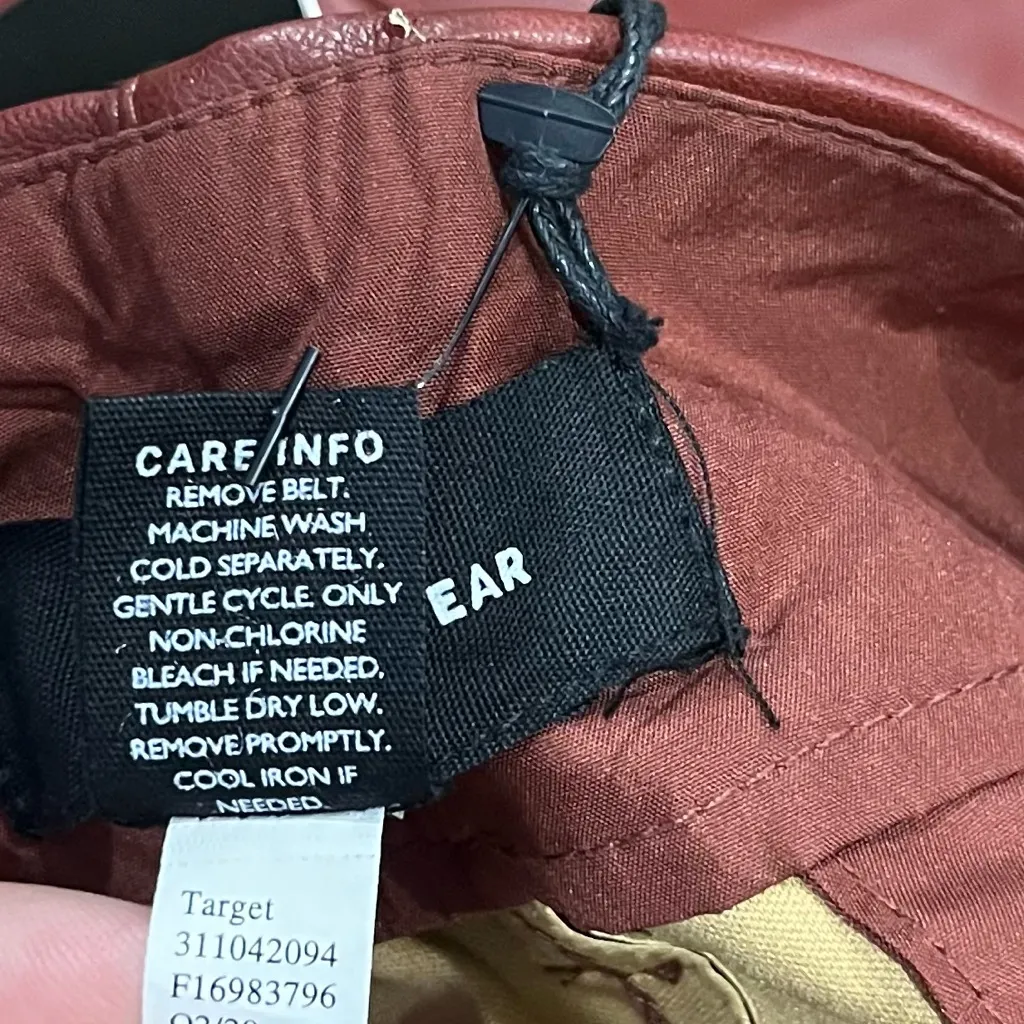 CARE INFO
REMOVE BELT.
MACHINE WASH
COLD SEPARATELY.
GENTLE CYCLE ONLY
NON-CHLORINE
BLEACH IF NEEDED.
TUMBLE DRY LOW.
REMOVE PROMPTLY.
COOL IRON IF
NEEDED.
EAR
Target
311042094
F16983796